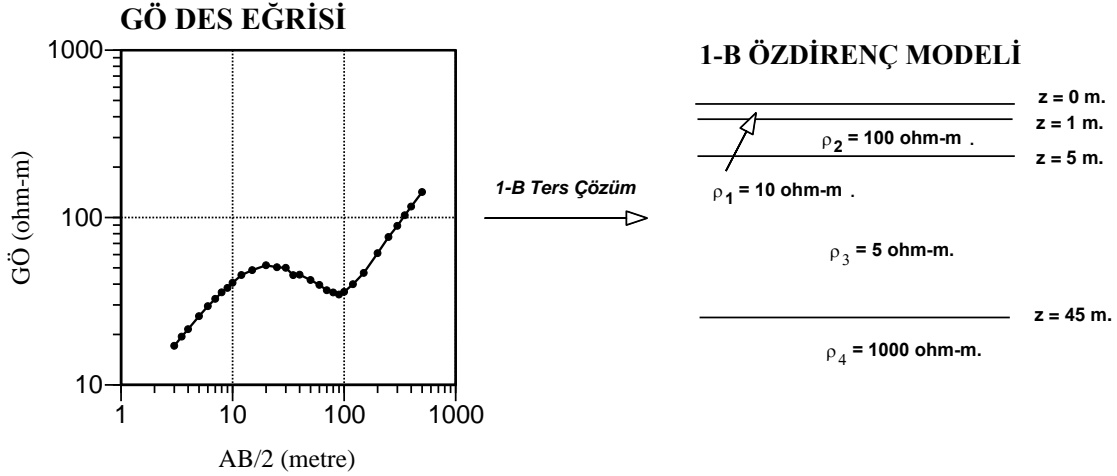 GÖ DES EĞRİSİ
1000
100
10
GÖ (ohm-m)
1
10
100
1000
AB/2 (metre)
1-B Ters Çözüm
1-B ÖZDİRENÇ MODELİ
z = 0 m.
z = 1 m.
ρ2 = 100 ohm-m .
z = 5 m.
ρ1 = 10 ohm-m .
ρ3 = 5 ohm-m.
z = 45 m.
ρ4 = 1000 ohm-m.